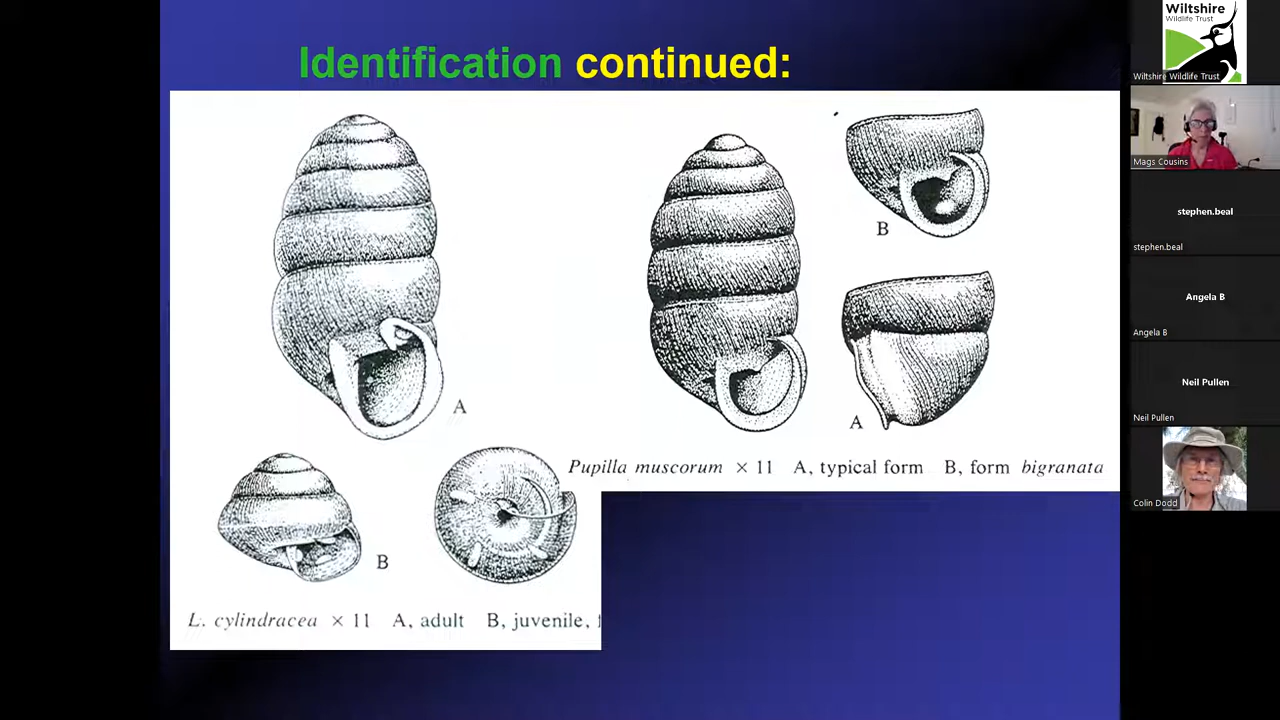 Identification continued:
A
B
A
Pupilla muscorum × 11 A, typical form B, form bigranata
B
L. cylindracea × 11 A, adult B, juvenile,
Wiltshire
Wildlife Trust
Wiltshire Wildlife Trust
Mags Cousins
stephen.beal
stephen.beal
Angela B
Angela B
Neil Pullen
Neil Pullen
Colin Dodd